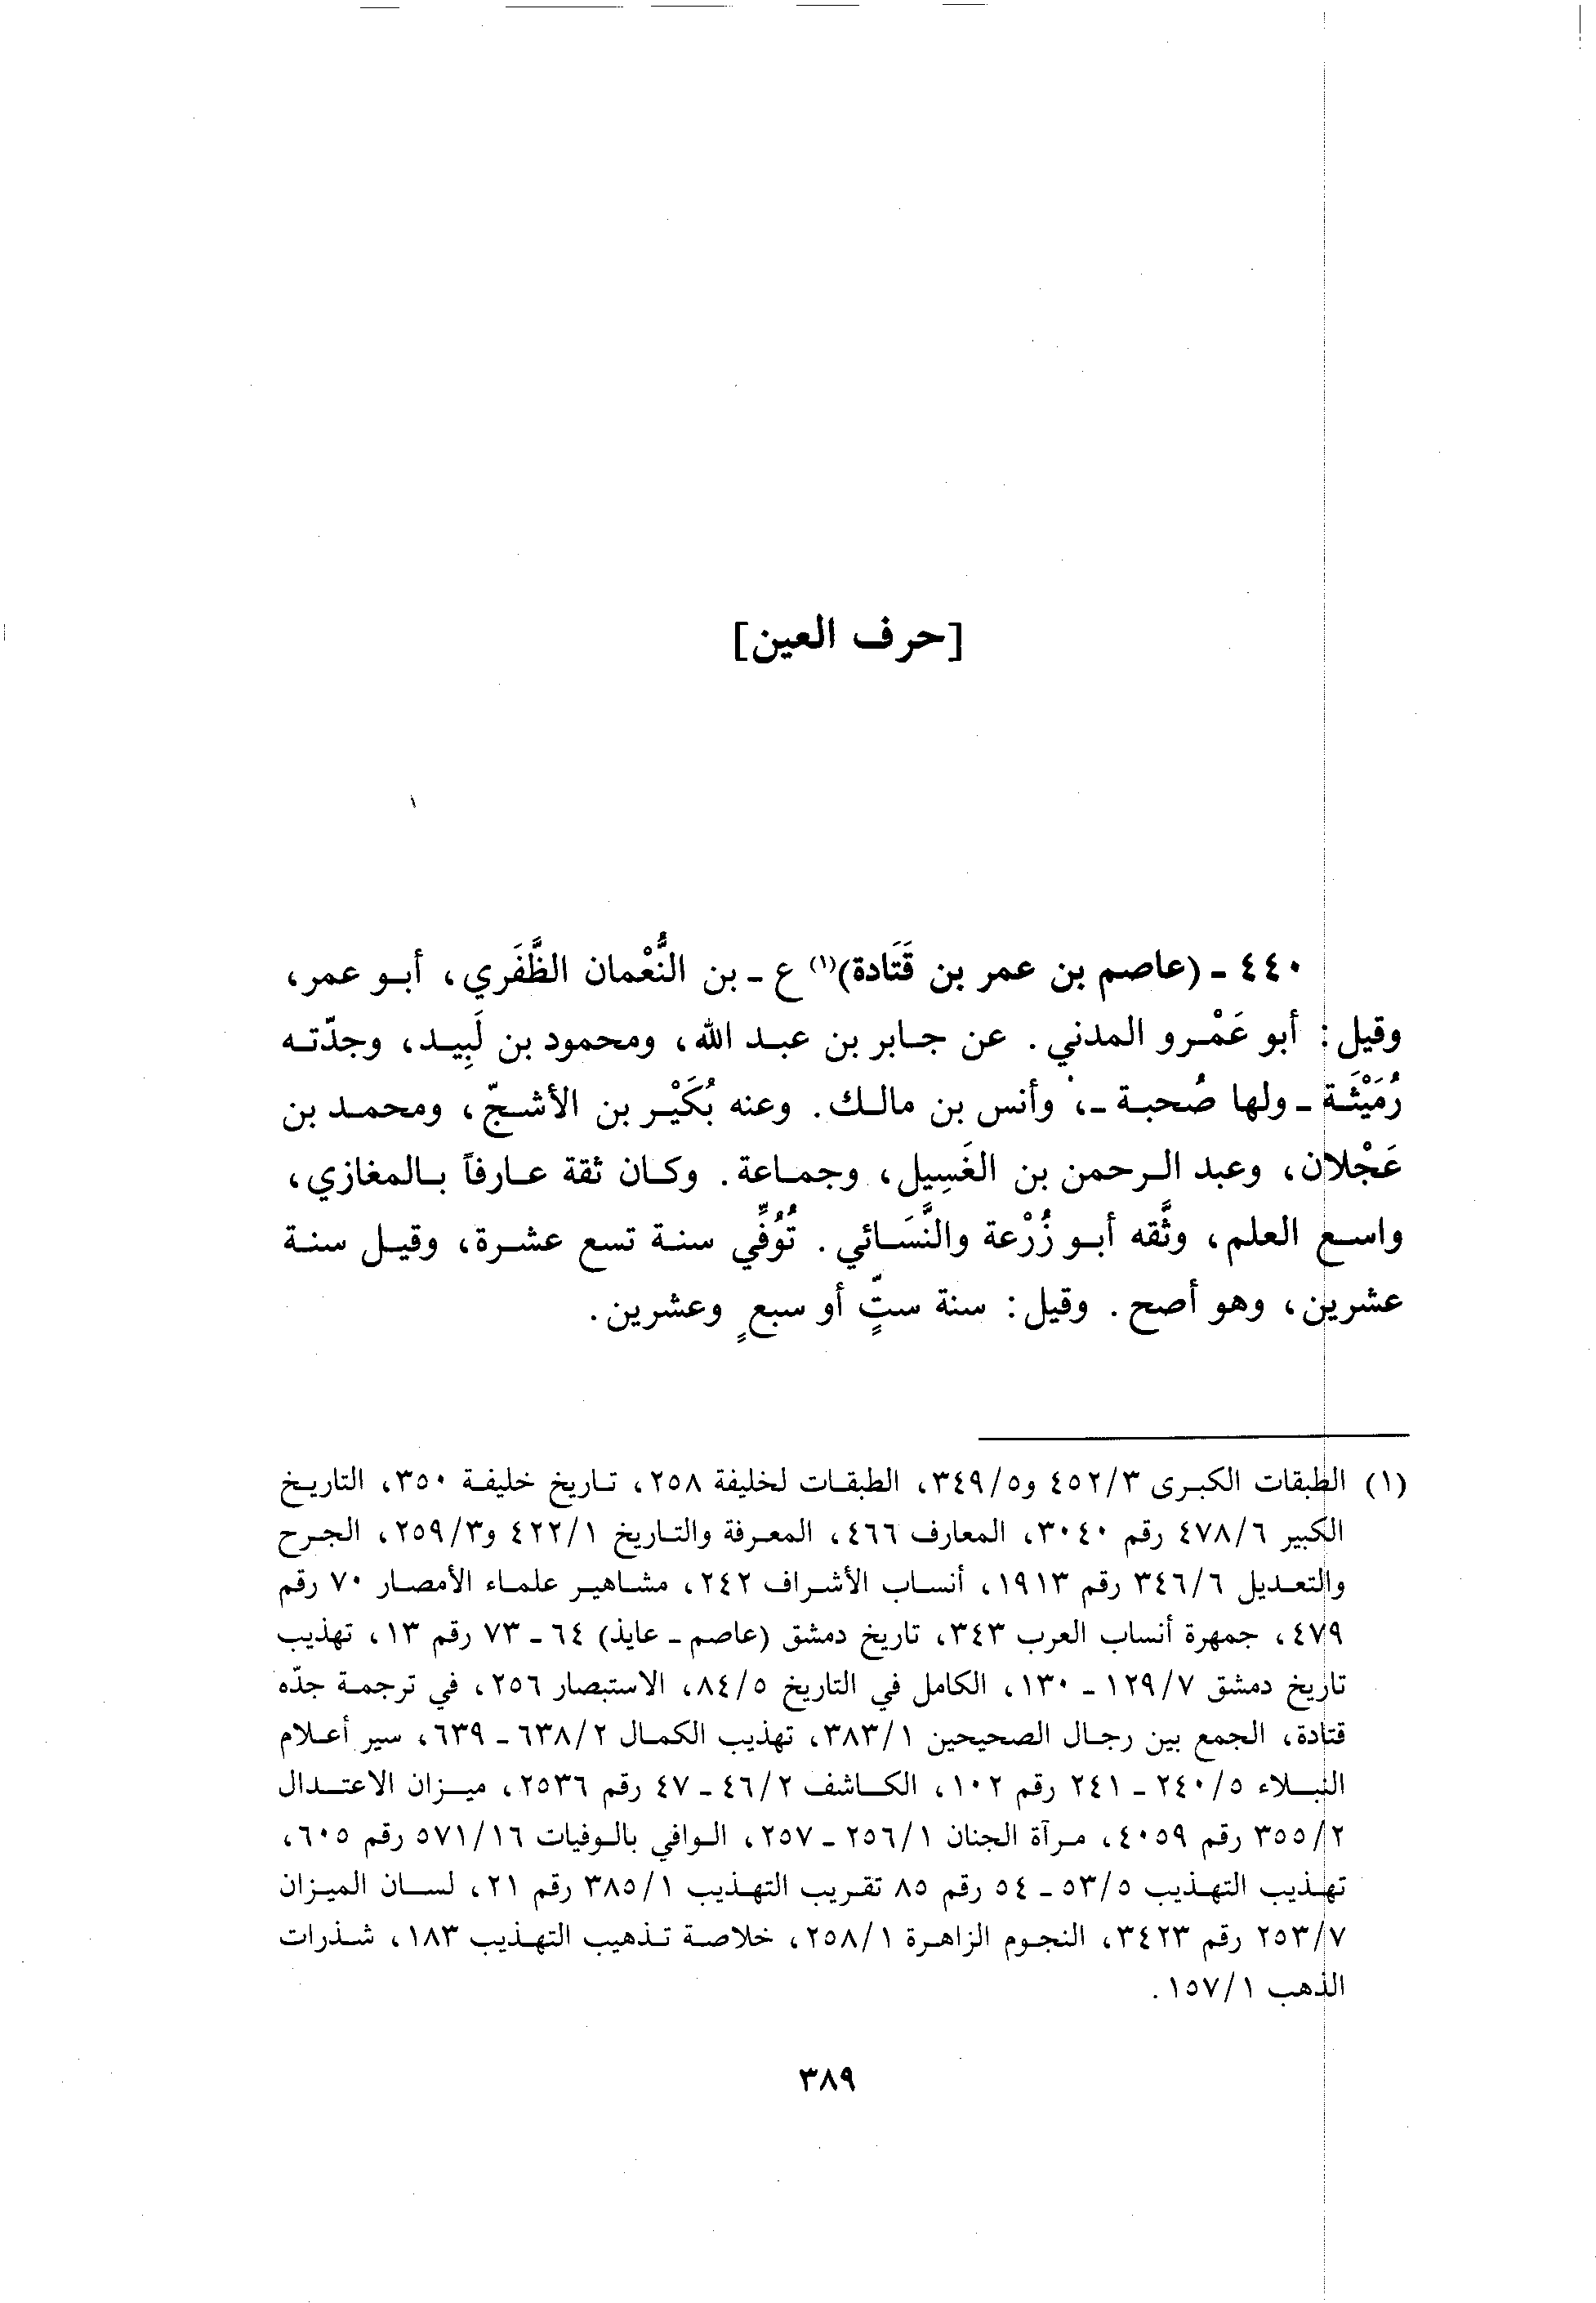 [حرف العين]
٤٤٠ - (عاصم بن عمر بن قَتَادة)(١) ع - بن النُّعْمان الظَّفَري، أبو عمر،
وقيل: أبو عَمْرو المدني. عن جابر بن عبد الله، ومحمود بن لَبِيد، وجدّته
رُمَيْثَة - ولها صُحبة -، وأنس بن مالك. وعنه بُكَيْر بن الأشجّ، ومحمد بن
عَجْلان، وعبد الرحمن بن الغَسِيل، وجماعة. وكان ثقة عارفاً بالمغازي،
واسع العلم، وثَّقه أبو زُرْعة والنَّسَائي. تُوُفِّي سنة تسع عشرة، وقيل سنة
عشرين، وهو أصح. وقيل: سنة ستٍّ أو سبعٍ وعشرين.
(١) الطبقات الكبرى ٤٥٢/٣ و٣٤٩/٥، الطبقات لخليفة ٢٥٨، تاريخ خليفة ٣٥٠، التاريخ
الكبير ٤٧٨/٦ رقم ٣٠٤٠، المعارف ٤٦٦، المعرفة والتاريخ ٤٢٢/١ و٢٥٩/٣، الجرح
والتعديل ٣٤٦/٦ رقم ١٩١٣، أنساب الأشراف ٢٤٢، مشاهير علماء الأمصار ٧٠ رقم
٤٧٩، جمهرة أنساب العرب ٣٤٣، تاريخ دمشق (عاصم - عايذ) ٦٤ - ٧٣ رقم ١٣، تهذيب
تاريخ دمشق ١٢٩/٧ - ١٣٠، الكامل في التاريخ ٨٤/٥، الاستبصار ٢٥٦، في ترجمة جدّه
قتادة، الجمع بين رجال الصحيحين ٣٨٣/١، تهذيب الكمال ٦٣٨/٢ - ٦٣٩، سير أعلام
النبلاء ٢٤٠/٥ - ٢٤١ رقم ١٠٢، الكاشف ٤٦/٢ - ٤٧ رقم ٢٥٣٦، ميزان الاعتدال
٣٥٥/٢ رقم ٤٠٥٩، مرآة الجنان ٢٥٦/١ - ٢٥٧، الوافي بالوفيات ٥٧١/١٦ رقم ٦٠٥،
تهذيب التهذيب ٥٣/٥ - ٥٤ رقم ٨٥ تقريب التهذيب ٣٨٥/١ رقم ٢١، لسان الميزان
٢٥٣/٧ رقم ٣٤٢٣، النجوم الزاهرة ٢٥٨/١، خلاصة تذهيب التهذيب ١٨٣، شذرات
الذهب ١٥٧/١.
٣٨٩